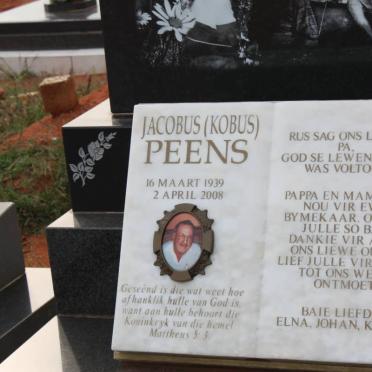 JACOBUS (KOBUS)
PEENS
16 MAART 1939
2 APRIL 2008
Geseënd is die wat weet hoe
afhanklik hulle van God is,
want aan hulle behoort die
Koninkryk van die hemel
Mattheus 5: 3
RUS SAG ONS L
PA,
GOD SE LEWEN
WAS VOLTO
PAPPA EN MAM
NOU VIR EV
BYMEKAAR. O
JULLE SO B
DANKIE VIR A
ONS LIEWE O
LIEF JULLE VIR
TOT ONS WE
ONTMOET
BAIE LIEFD
ELNA, JOHAN, K